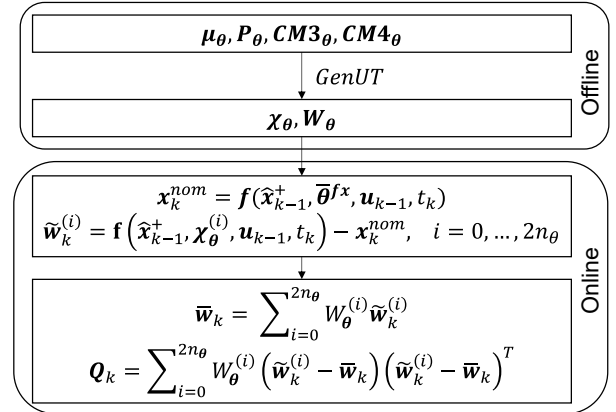 μ_θ, P_θ, CM3_θ, CM4_θ
GenUT
Offline
χ_θ, W_θ
x_k^{nom} = f(x̂_{k-1}^+, θ̄^{fx}, u_{k-1}, t_k)
w̃_k^{(i)} = f(x̂_{k-1}^+, χ_θ^{(i)}, u_{k-1}, t_k) − x_k^{nom}, i = 0, … , 2n_θ
Online
w̄_k = ∑_{i=0}^{2n_θ} W_θ^{(i)} w̃_k^{(i)}
Q_k = ∑_{i=0}^{2n_θ} W_θ^{(i)} (w̃_k^{(i)} − w̄_k) (w̃_k^{(i)} − w̄_k)^T